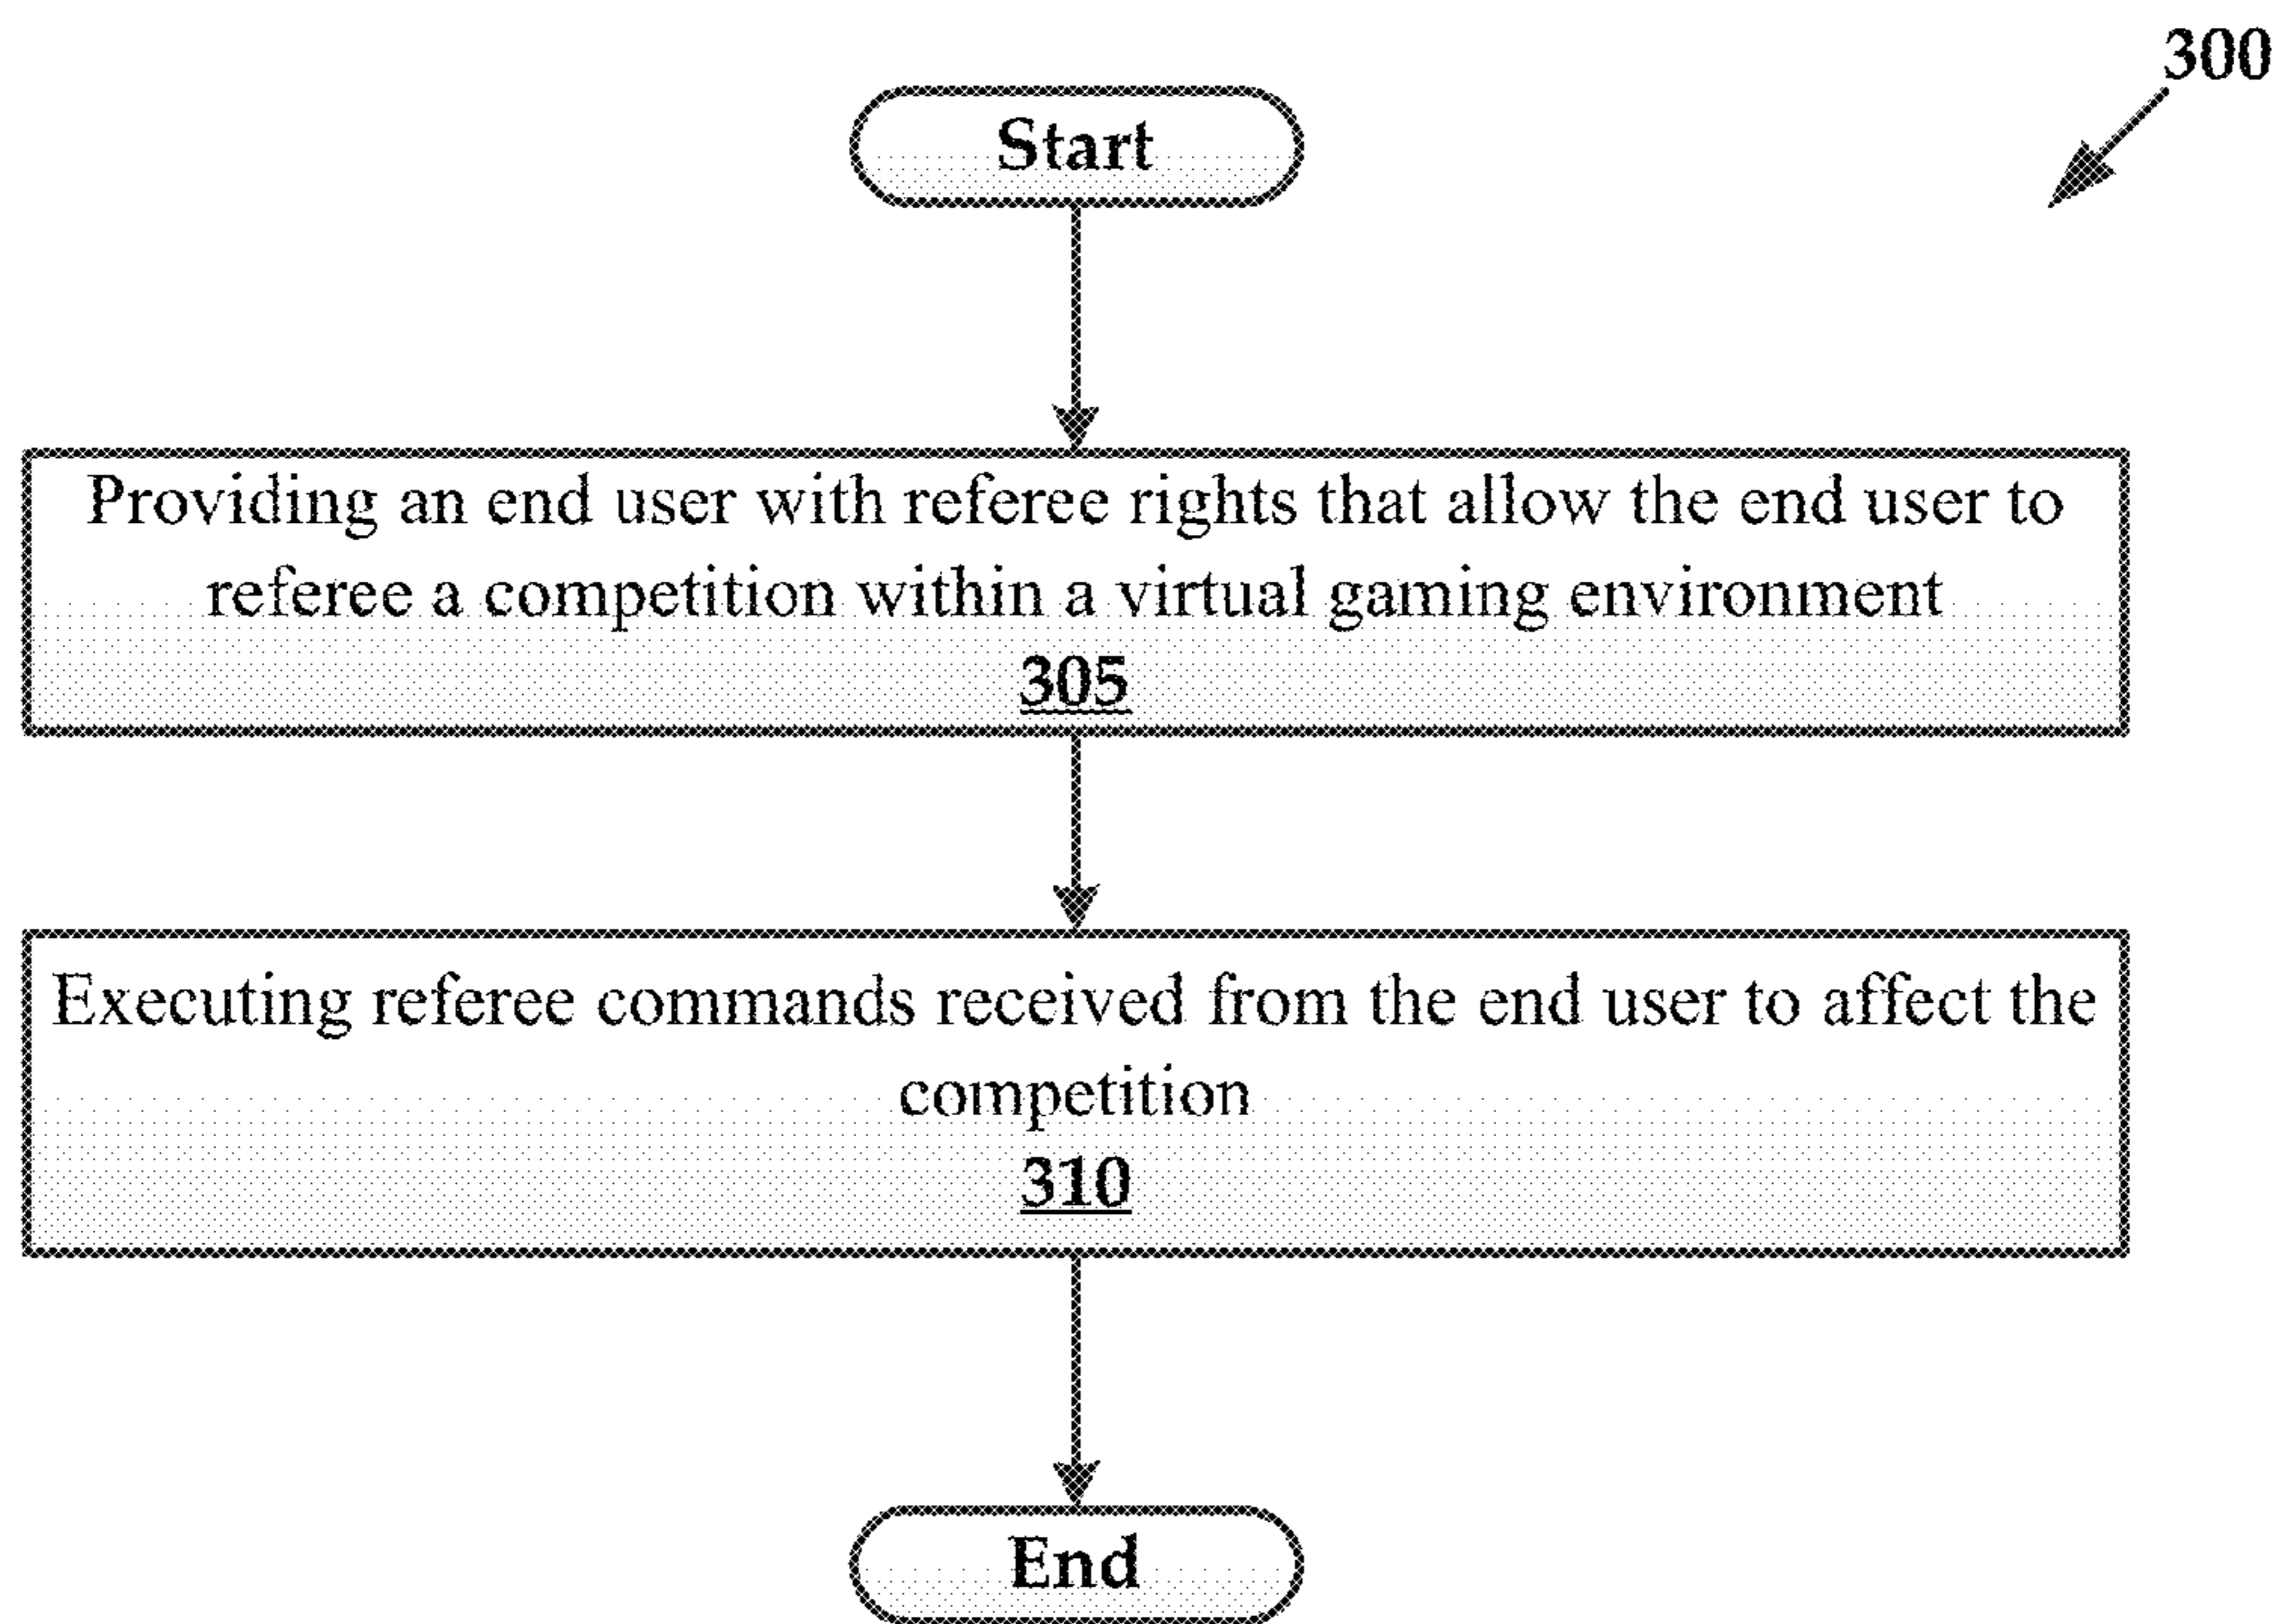 300
Start
Providing an end user with referee rights that allow the end user to
referee a competition within a virtual gaming environment
305
Executing referee commands received from the end user to affect the
competition
310
End